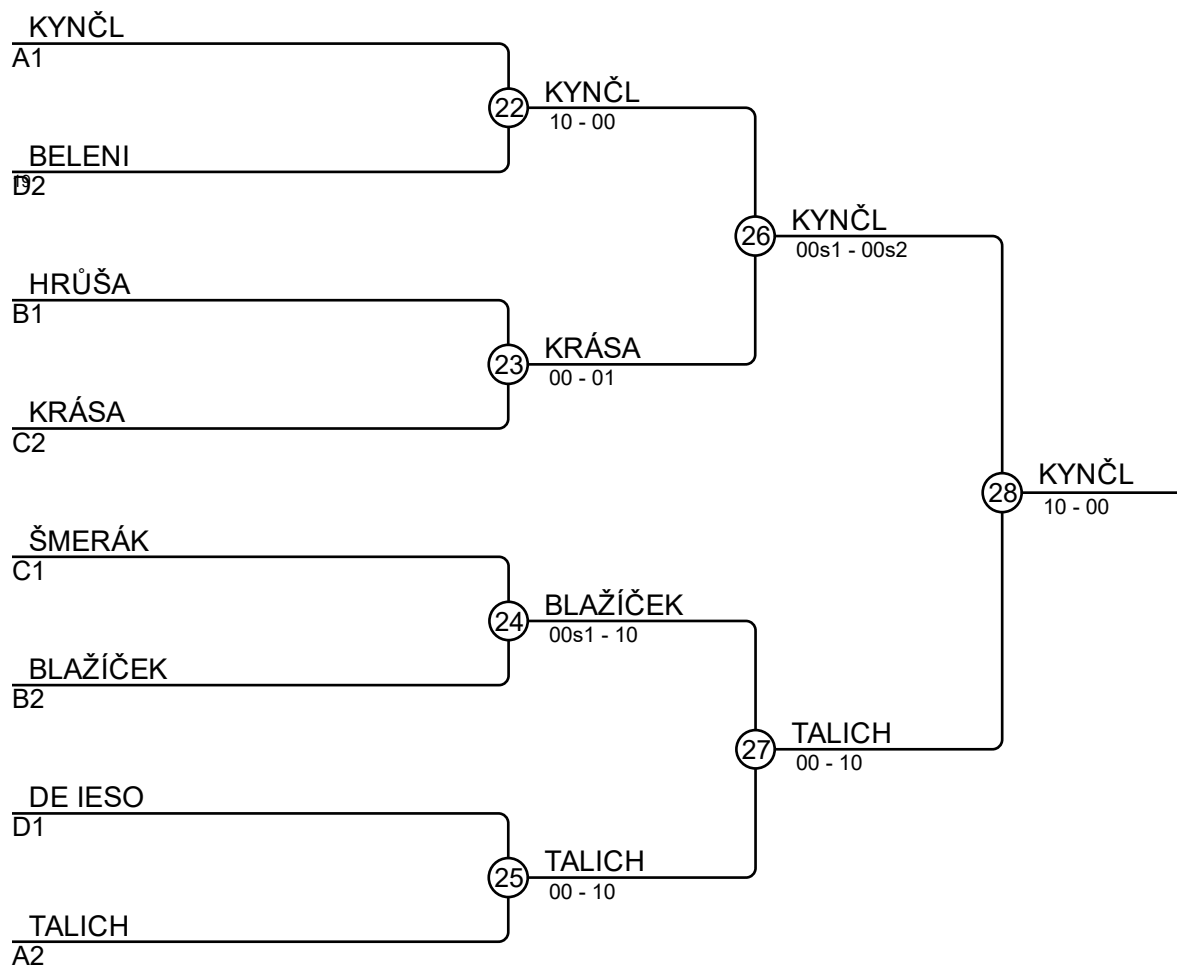 KYNČL
A1
22
KYNČL
10 - 00
BELENI
D2
19
26
KYNČL
00s1 - 00s2
HRŮŠA
B1
23
KRÁSA
00 - 01
KRÁSA
C2
28
KYNČL
10 - 00
ŠMERÁK
C1
24
BLAŽÍČEK
00s1 - 10
BLAŽÍČEK
B2
27
TALICH
00 - 10
DE IESO
D1
25
TALICH
00 - 10
TALICH
A2